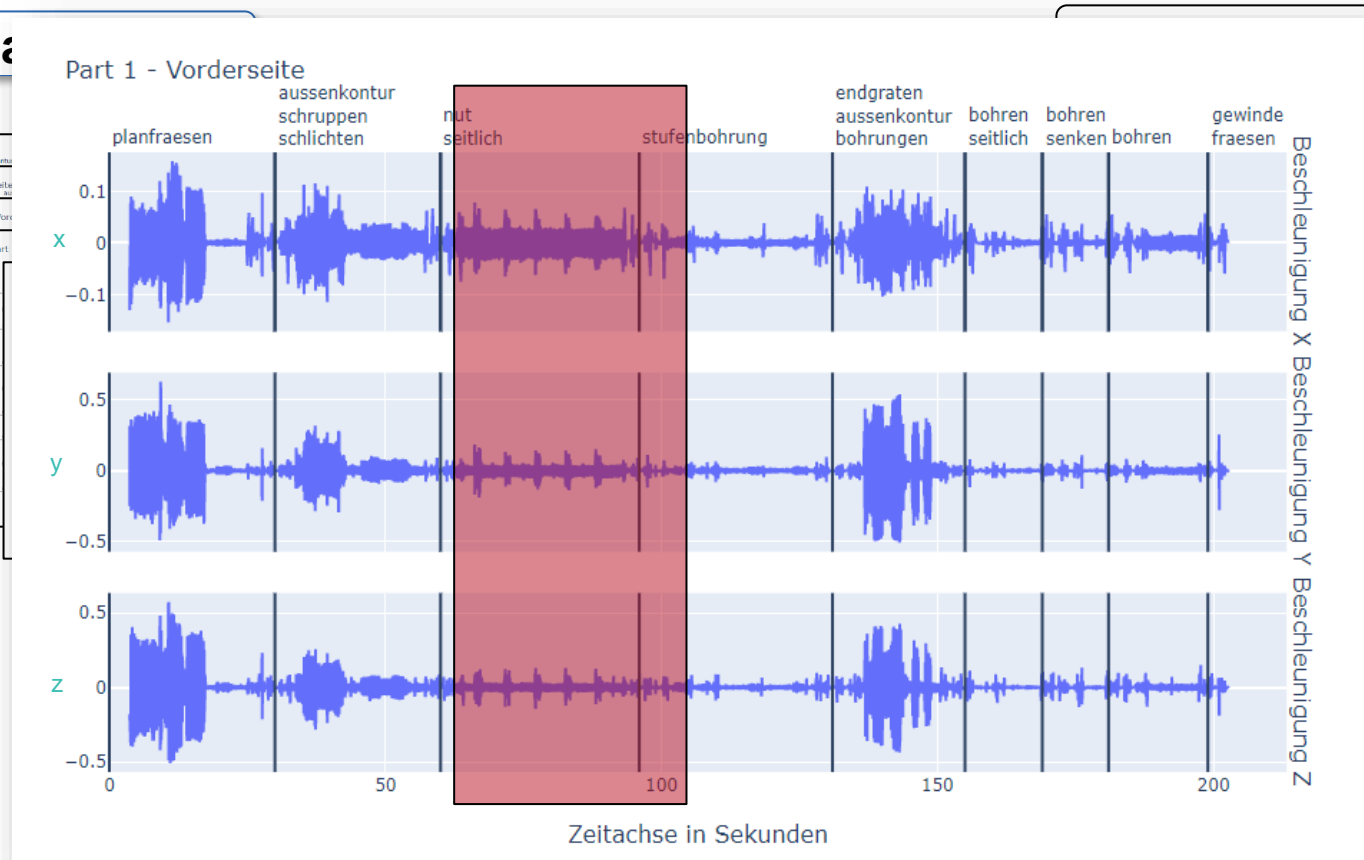 Part 1 - Vorderseite
planfraesen
aussenkontur
schruppen
schlichten
nut
seitlich
stufenbohrung
endgraten
aussenkontur
bohrungen
bohren
seitlich
bohren
senken
bohren
gewinde
fraesen
x
0.1
0
−0.1
Beschleunigung X
y
0.5
0
−0.5
Beschleunigung Y
z
0.5
0
−0.5
Beschleunigung Z
0
50
100
150
200
Zeitachse in Sekunden